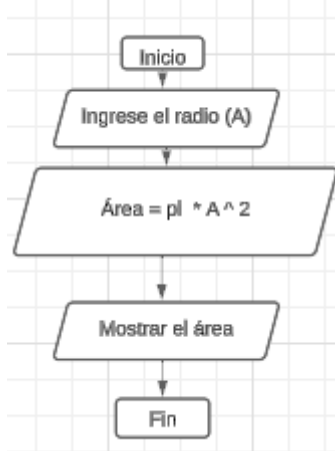 Inicio
Ingrese el radio (A)
Área = pI * A ^ 2
Mostrar el área
Fin